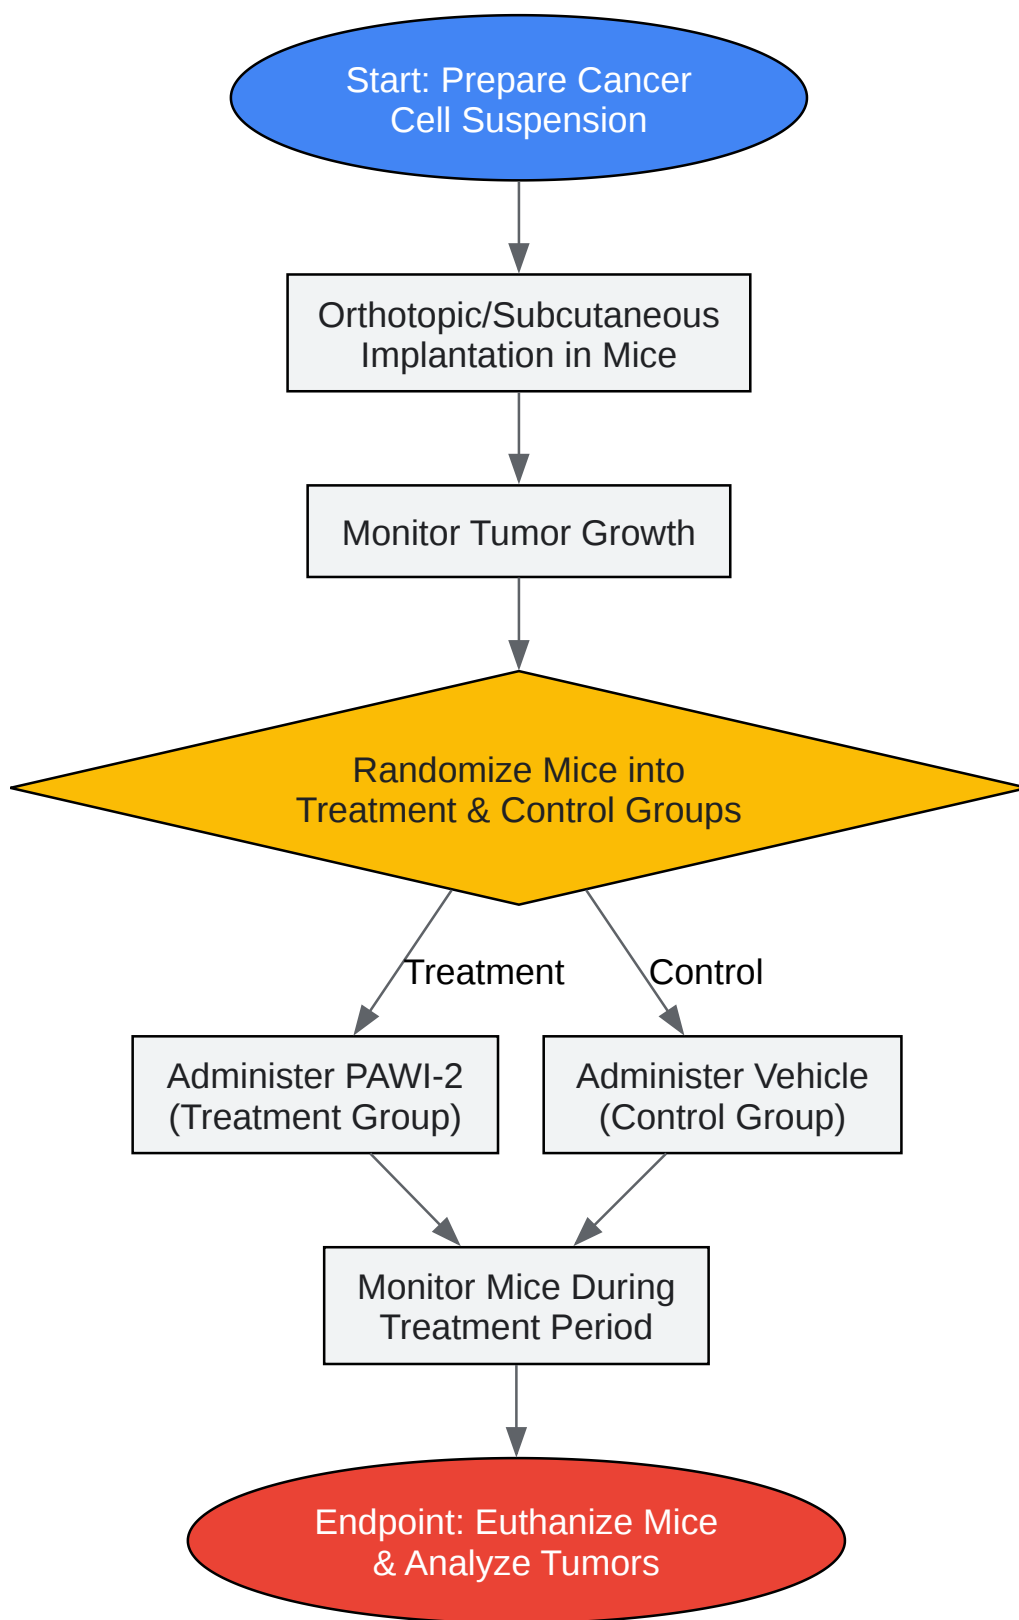 Start: Prepare Cancer
Cell Suspension
Orthotopic/Subcutaneous
Implantation in Mice
Monitor Tumor Growth
Randomize Mice into
Treatment & Control Groups
Treatment
Control
Administer PAWI-2
(Treatment Group)
Administer Vehicle
(Control Group)
Monitor Mice During
Treatment Period
Endpoint: Euthanize Mice
& Analyze Tumors